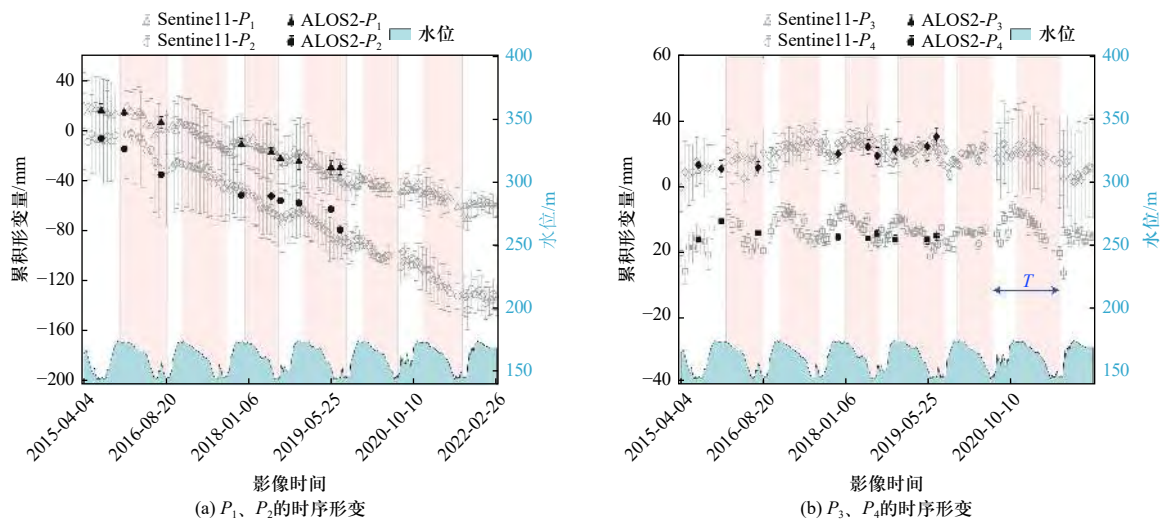 Sentine11-P₁ ALOS2-P₁
Sentine11-P₂ ALOS2-P₂ 水位
40
0
−40
−80
−120
−160
−200
累积形变量/mm
400
350
300
250
200
150
水位/m
2015-04-04
2016-08-20
2018-01-06
2019-05-25
2020-10-10
2022-02-26
影像时间
(a) P₁、P₂的时序形变
Sentine11-P₃ ALOS2-P₃
Sentine11-P₄ ALOS2-P₄ 水位
60
40
0
20
−20
−40
累积形变量/mm
400
350
300
250
200
150
水位/m
T
2015-04-04
2016-08-20
2018-01-06
2019-05-25
2020-10-10
影像时间
(b) P₃、P₄的时序形变